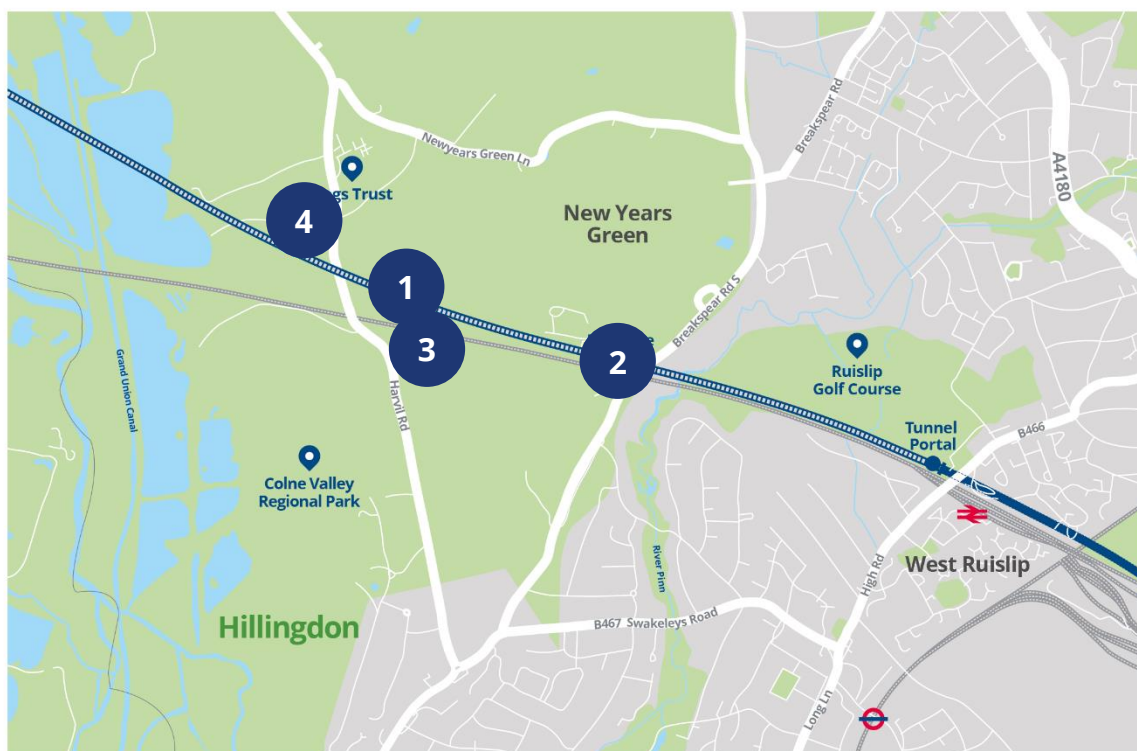 Newyears Green Ln
Breakspear Rd
A4180
gs Trust
4
New Years
Green
1
Breakspear Rd S
3
2
Grand Union Canal
Harvil Rd
Ruislip
Golf Course
Tunnel
Portal
B466
Colne Valley
Regional Park
River Pinn
High Rd
West Ruislip
Hillingdon
B467 Swakeleys Road
Long Ln